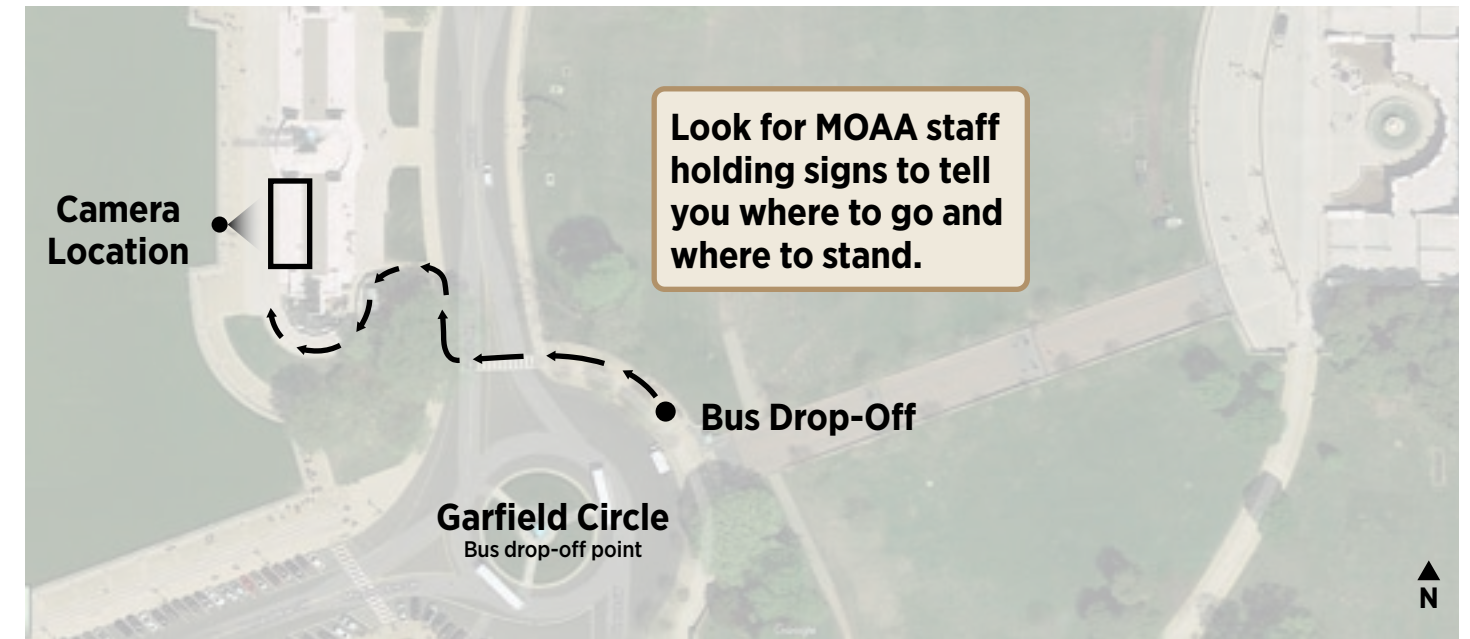 Look for MOAA staff
holding signs to tell
you where to go and
where to stand.
Camera
Location
Bus Drop-Off
Garfield Circle
Bus drop-off point
N